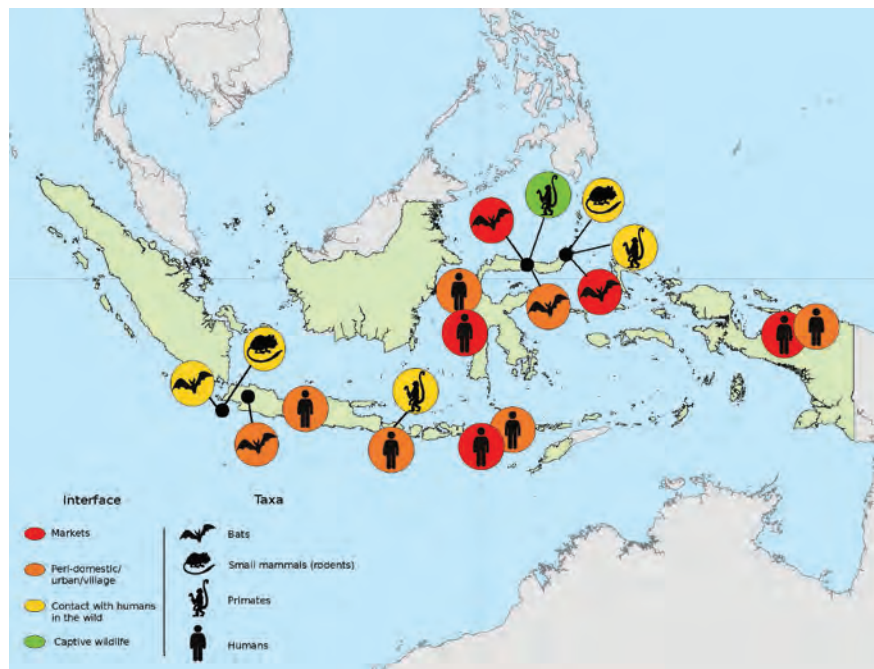 Interface
Taxa
Markets
Bats
Peri-domestic/
urban/village
Small mammals (rodents)
Contact with humans
in the wild
Primates
Captive wildlife
Humans